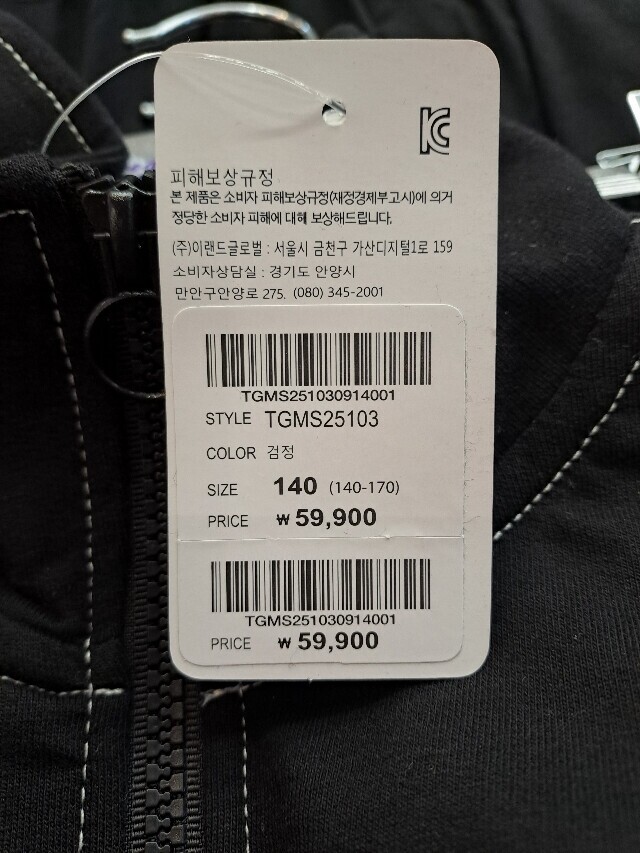 피해보상규정
본 제품은 소비자 피해보상규정(재정경제부고시)에 의거
정당한 소비자 피해에 대해 보상해드립니다.
(주)이랜드글로벌 : 서울시 금천구 가산디지털1로 159
소비자상담실 : 경기도 안양시
만안구안양로 275. (080) 345-2001
TGMS251030914001
STYLE TGMS25103
COLOR 검정
SIZE 140 (140-170)
PRICE ₩ 59,900
TGMS251030914001
PRICE ₩ 59,900